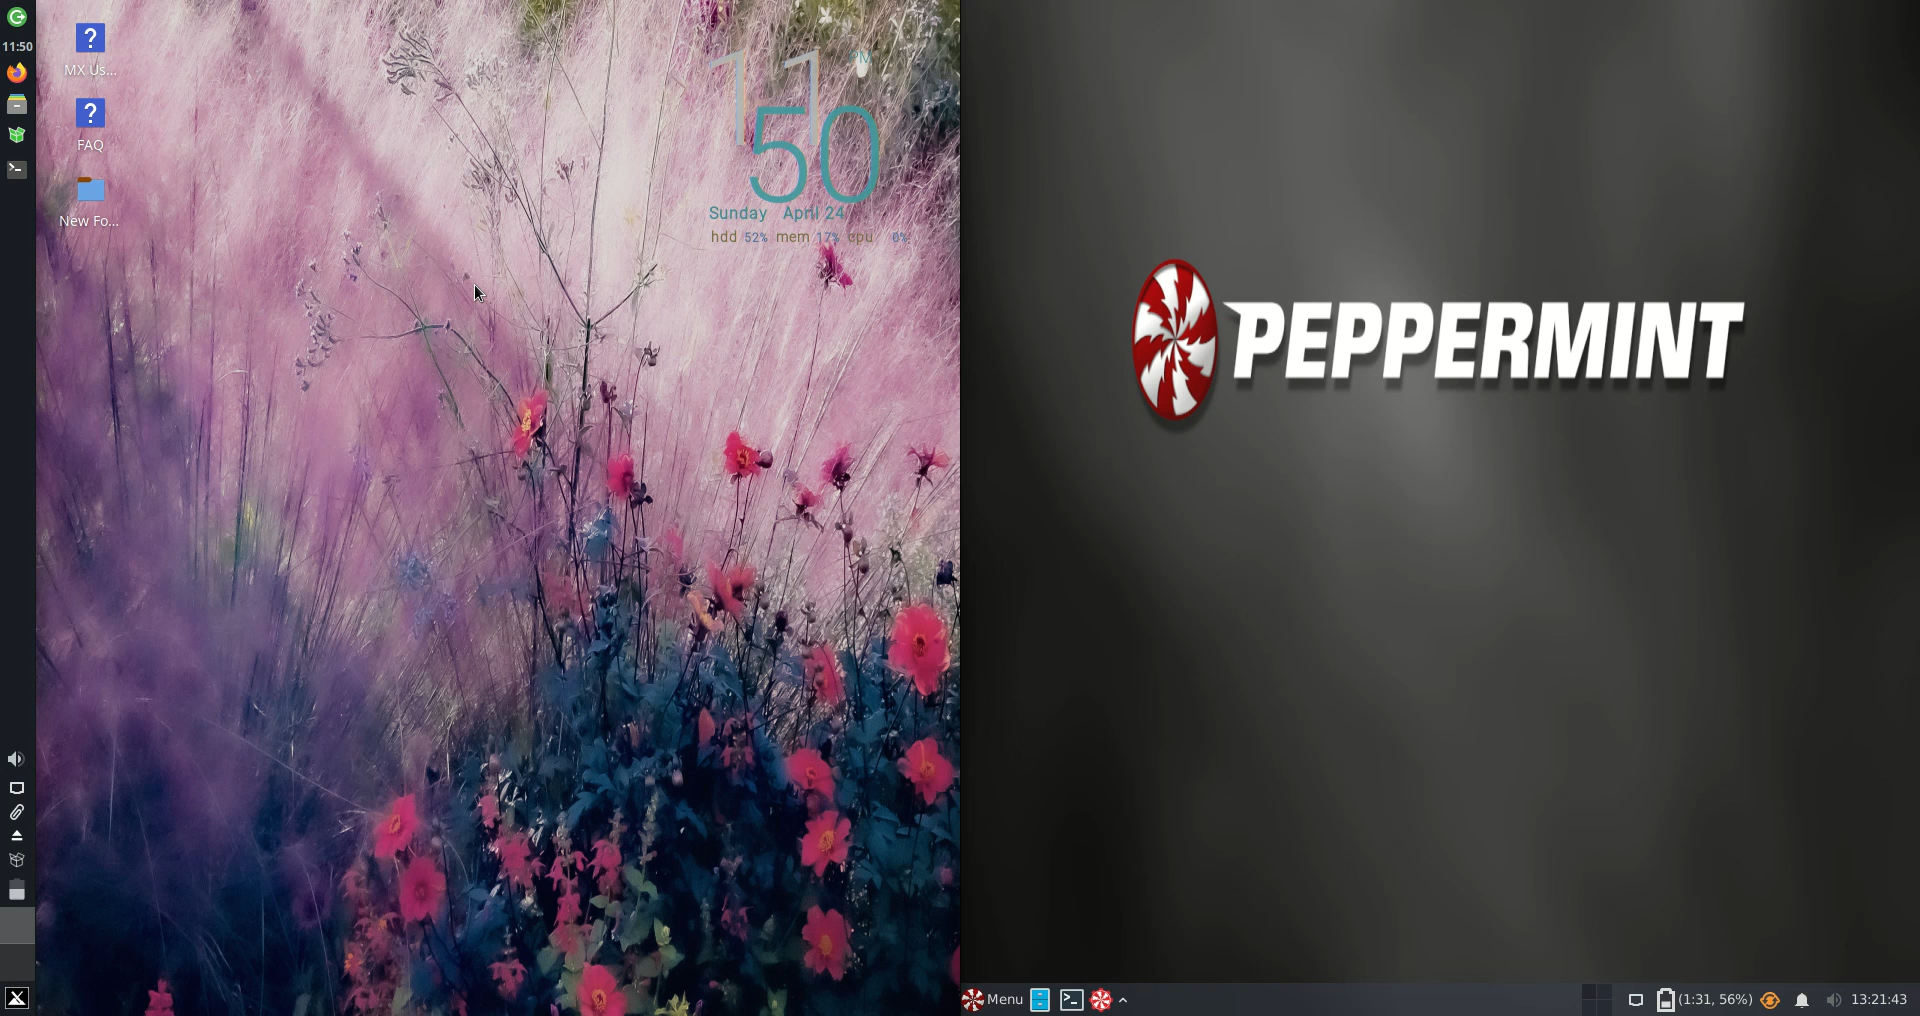 11:50
MX Us...
FAQ
New Fo...
11
PM
50
Sunday April 24
hdd 52% mem 17% cpu 0%
PEPPERMINT
Menu
(1:31, 56%)
13:21:43